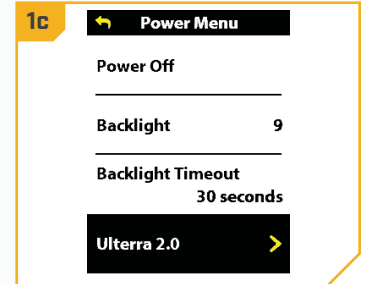 1c
Power Menu
Power Off
Backlight 9
Backlight Timeout
30 seconds
Ulterra 2.0